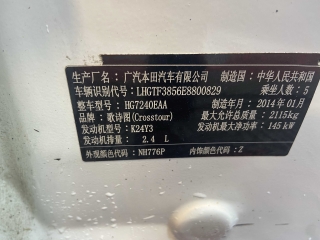 生产厂名：广汽本田汽车有限公司 制造国：中华人民共和国
车辆识别代号：LHGTF3856E8800829 乘坐人数：5
整车型号：HG7240EAA 制造年月：2014年01月
品牌：歌诗图(Crosstour) 最大允许总质量：2115kg
发动机型号：K24Y3 发动机最大净功率：145kW
发动机排量：2.4 L
外观颜色代码：NH776P 内饰颜色代码：Z